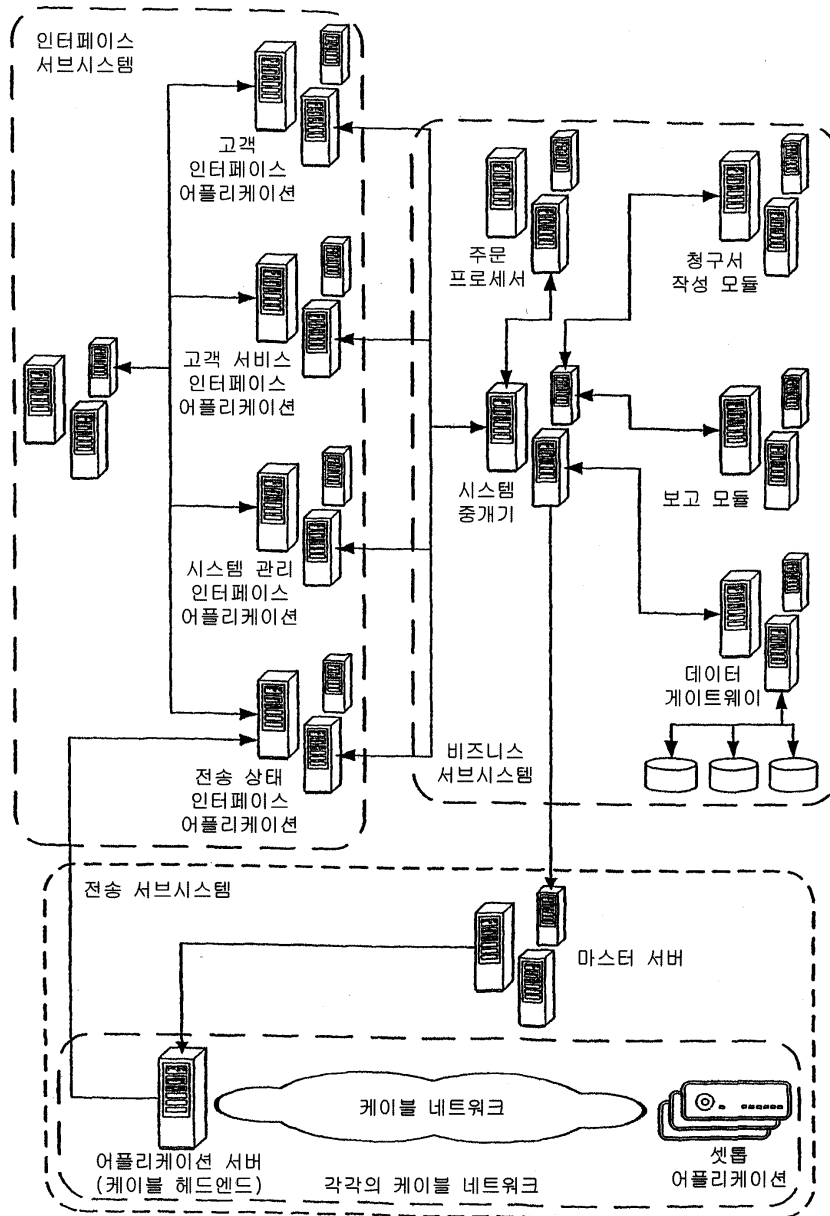 인터페이스
서브시스템
고객
인터페이스
어플리케이션
고객 서비스
인터페이스
어플리케이션
시스템 관리
인터페이스
어플리케이션
전송 상태
인터페이스
어플리케이션
주문
프로세서
청구서
작성 모듈
시스템
중개기
보고 모듈
데이터
게이트웨이
비즈니스
서브시스템
전송 서브시스템
마스터 서버
케이블 네트워크
어플리케이션 서버
(케이블 헤드엔드)
각각의 케이블 네트워크
셋톱
어플리케이션